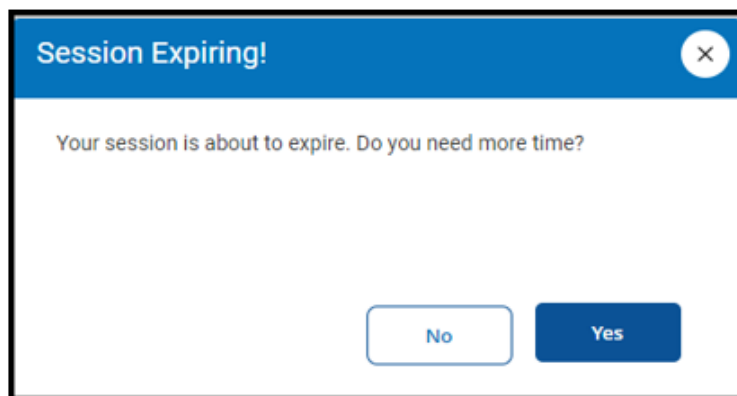 Session Expiring!
Your session is about to expire. Do you need more time?
No
Yes